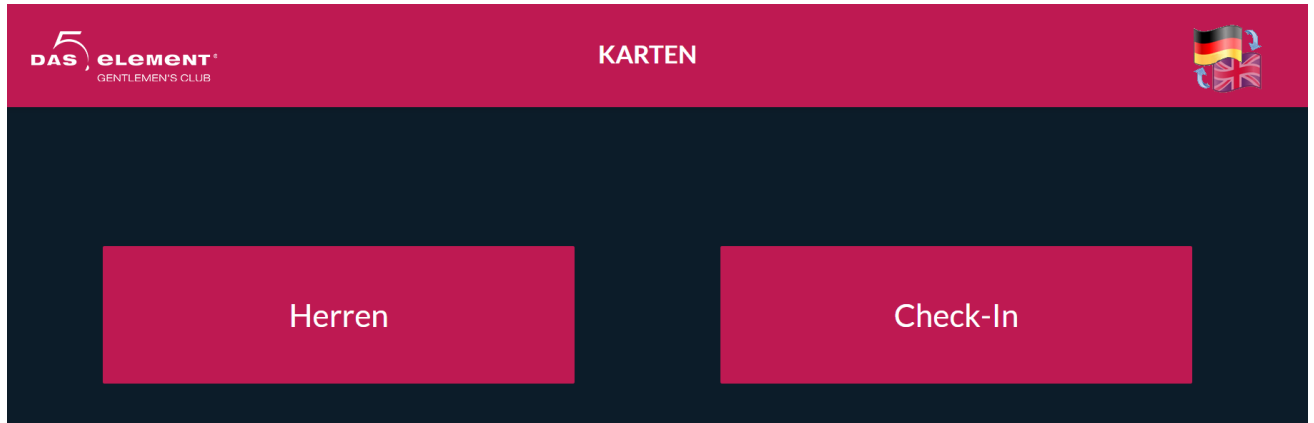 DAS 5 ELEMENT®
GENTLEMEN'S CLUB
KARTEN
Herren
Check-In